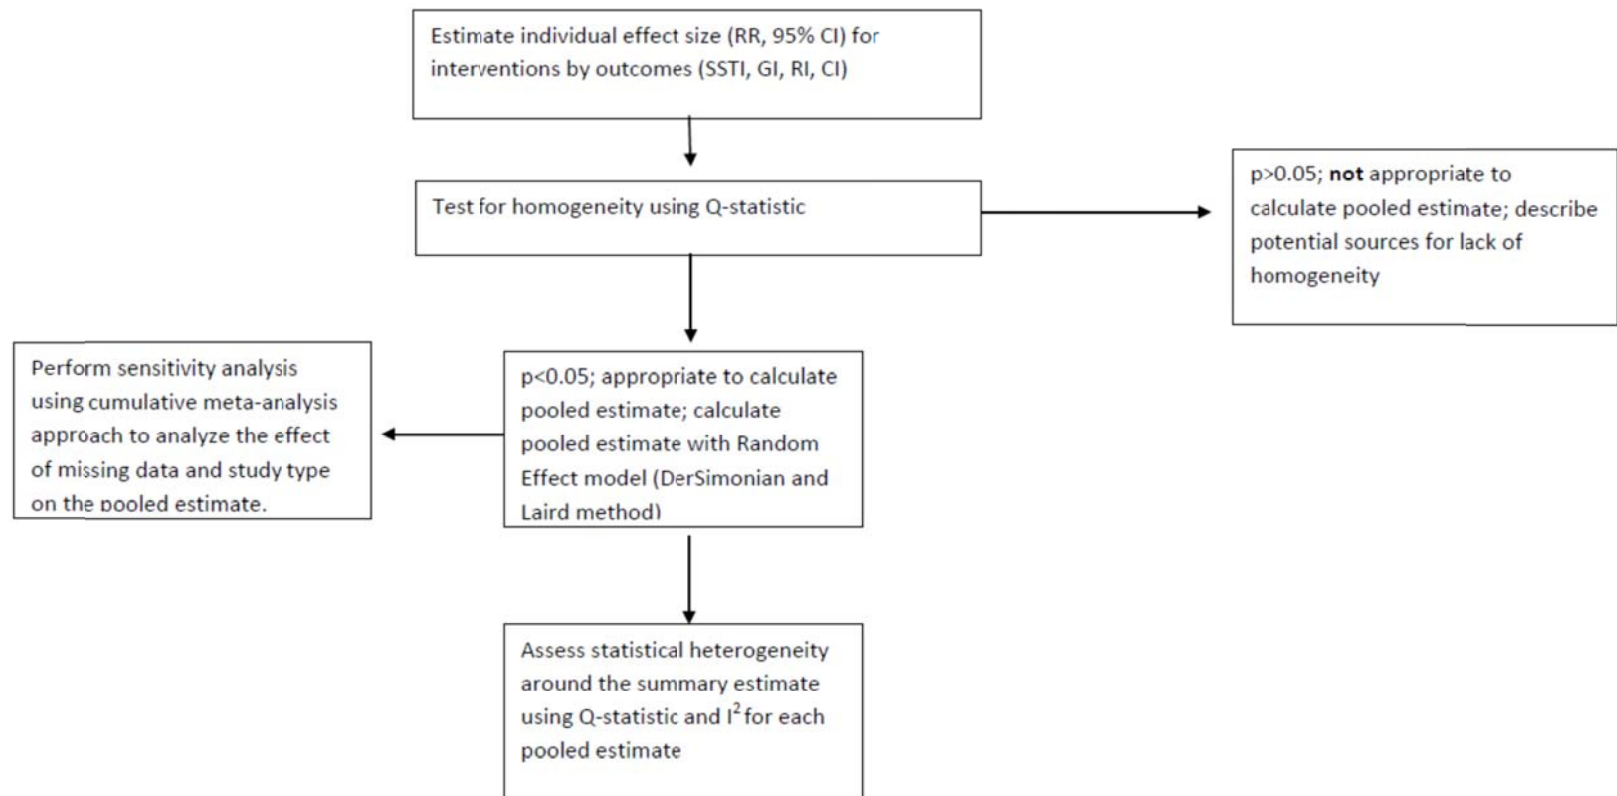 Estimate individual effect size (RR, 95% CI) for
interventions by outcomes (SSTI, GI, RI, CI)
Test for homogeneity using Q-statistic
p>0.05; not appropriate to
calculate pooled estimate; describe
potential sources for lack of
homogeneity
Perform sensitivity analysis
using cumulative meta-analysis
approach to analyze the effect
of missing data and study type
on the pooled estimate.
p<0.05; appropriate to calculate
pooled estimate; calculate
pooled estimate with Random
Effect model (DerSimonian and
Laird method)
Assess statistical heterogeneity
around the summary estimate
using Q-statistic and I² for each
pooled estimate